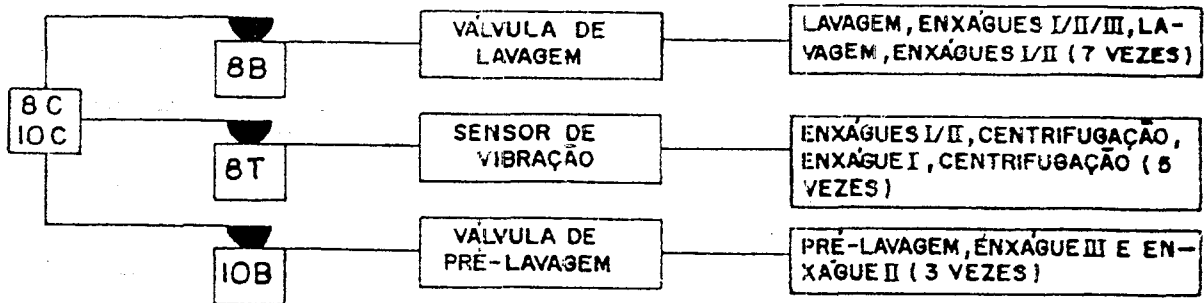 8C
10C
8B
VÁLVULA DE
LAVAGEM
LAVAGEM, ENXÁGUES I/II/III, LA-
VAGEM, ENXÁGUES I/II (7 VEZES)
8T
SENSOR DE
VIBRAÇÃO
ENXÁGUES I/II, CENTRIFUGAÇÃO,
ENXÁGUE I, CENTRIFUGAÇÃO (5
VEZES)
10B
VÁLVULA DE
PRÉ-LAVAGEM
PRÉ-LAVAGEM, ENXÁGUE III E EN-
XÁGUE II (3 VEZES)